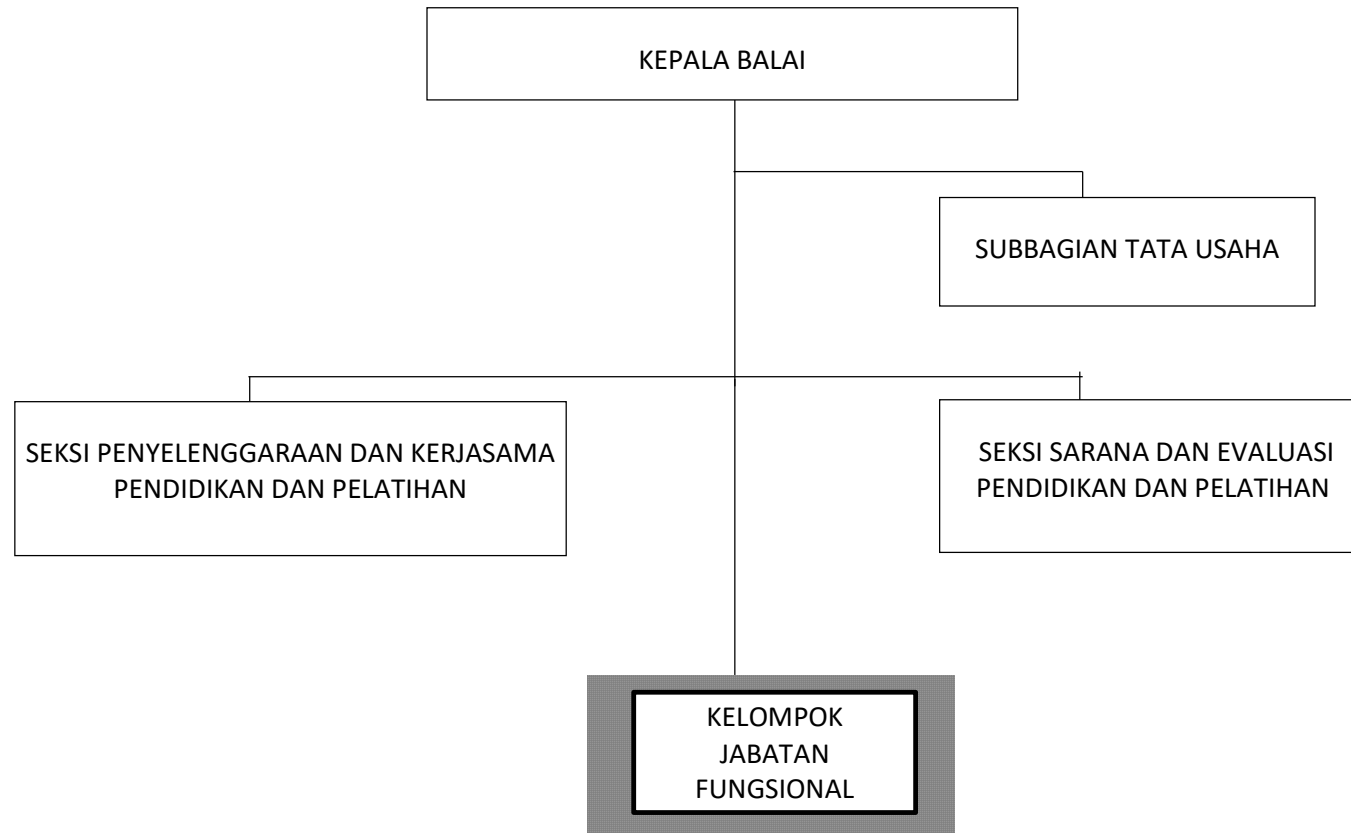 KEPALA BALAI
SUBBAGIAN TATA USAHA
SEKSI PENYELENGGARAAN DAN KERJASAMA
PENDIDIKAN DAN PELATIHAN
SEKSI SARANA DAN EVALUASI
PENDIDIKAN DAN PELATIHAN
KELOMPOK
JABATAN
FUNGSIONAL